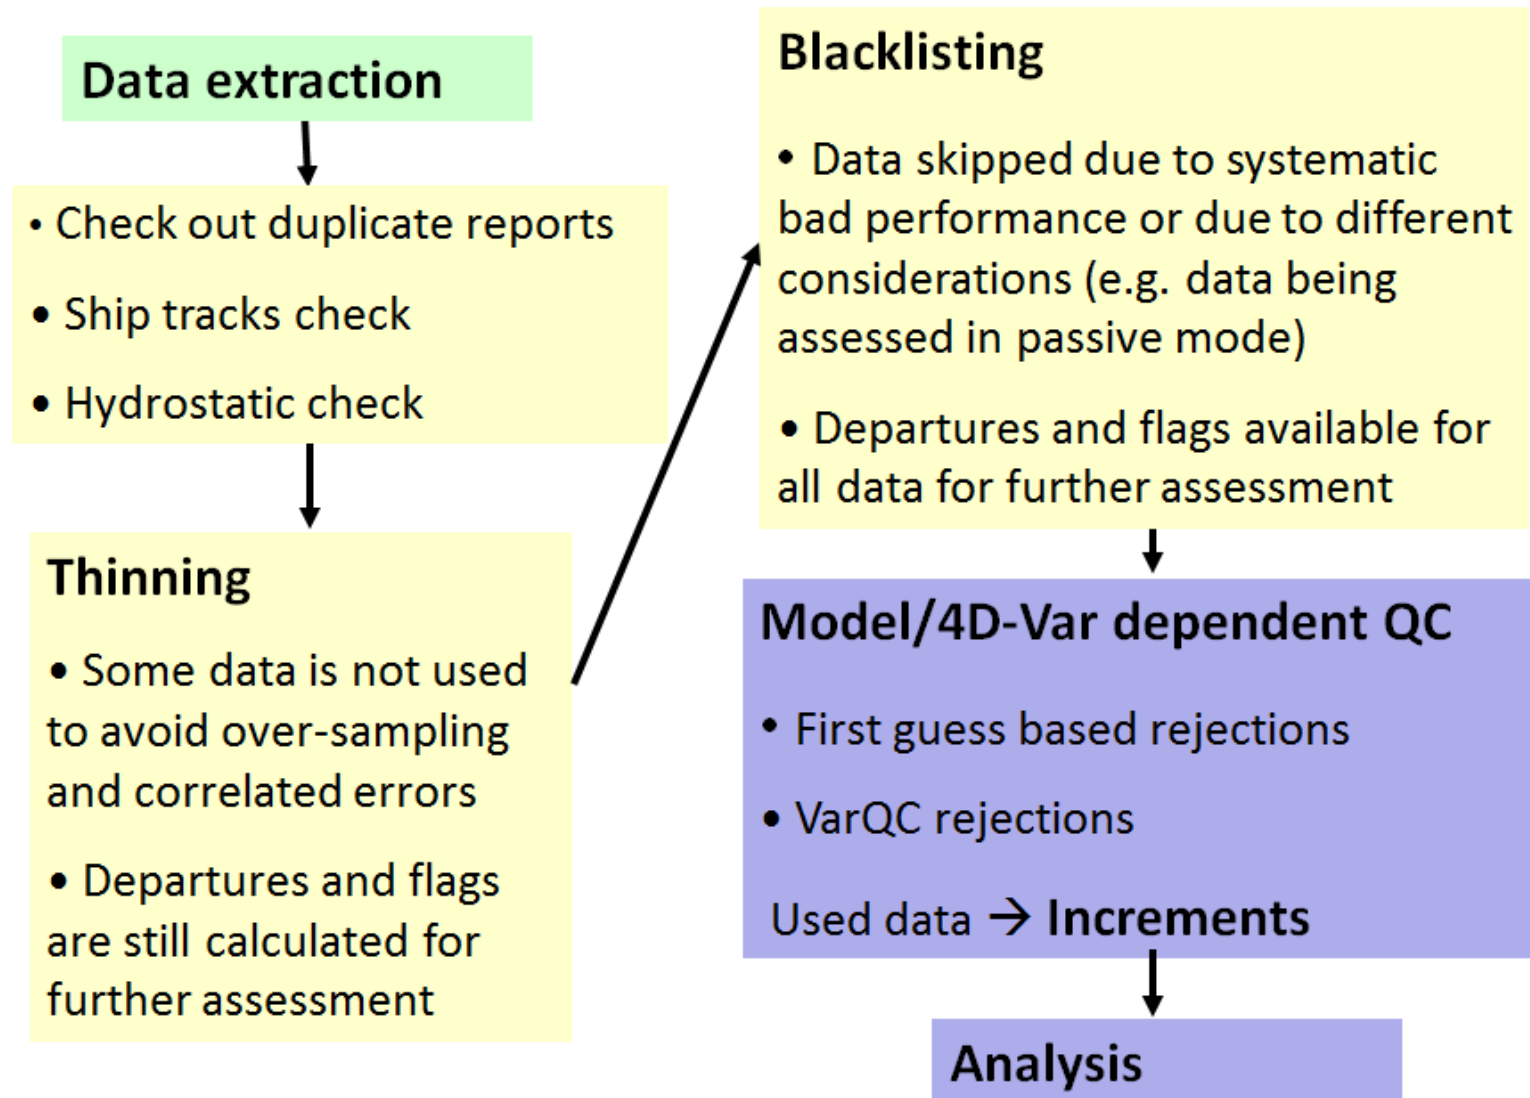 Data extraction
• Check out duplicate reports
• Ship tracks check
• Hydrostatic check
Thinning
• Some data is not used
to avoid over-sampling
and correlated errors
• Departures and flags
are still calculated for
further assessment
Blacklisting
• Data skipped due to systematic
bad performance or due to different
considerations (e.g. data being
assessed in passive mode)
• Departures and flags available for
all data for further assessment
Model/4D-Var dependent QC
• First guess based rejections
• VarQC rejections
Used data → Increments
Analysis